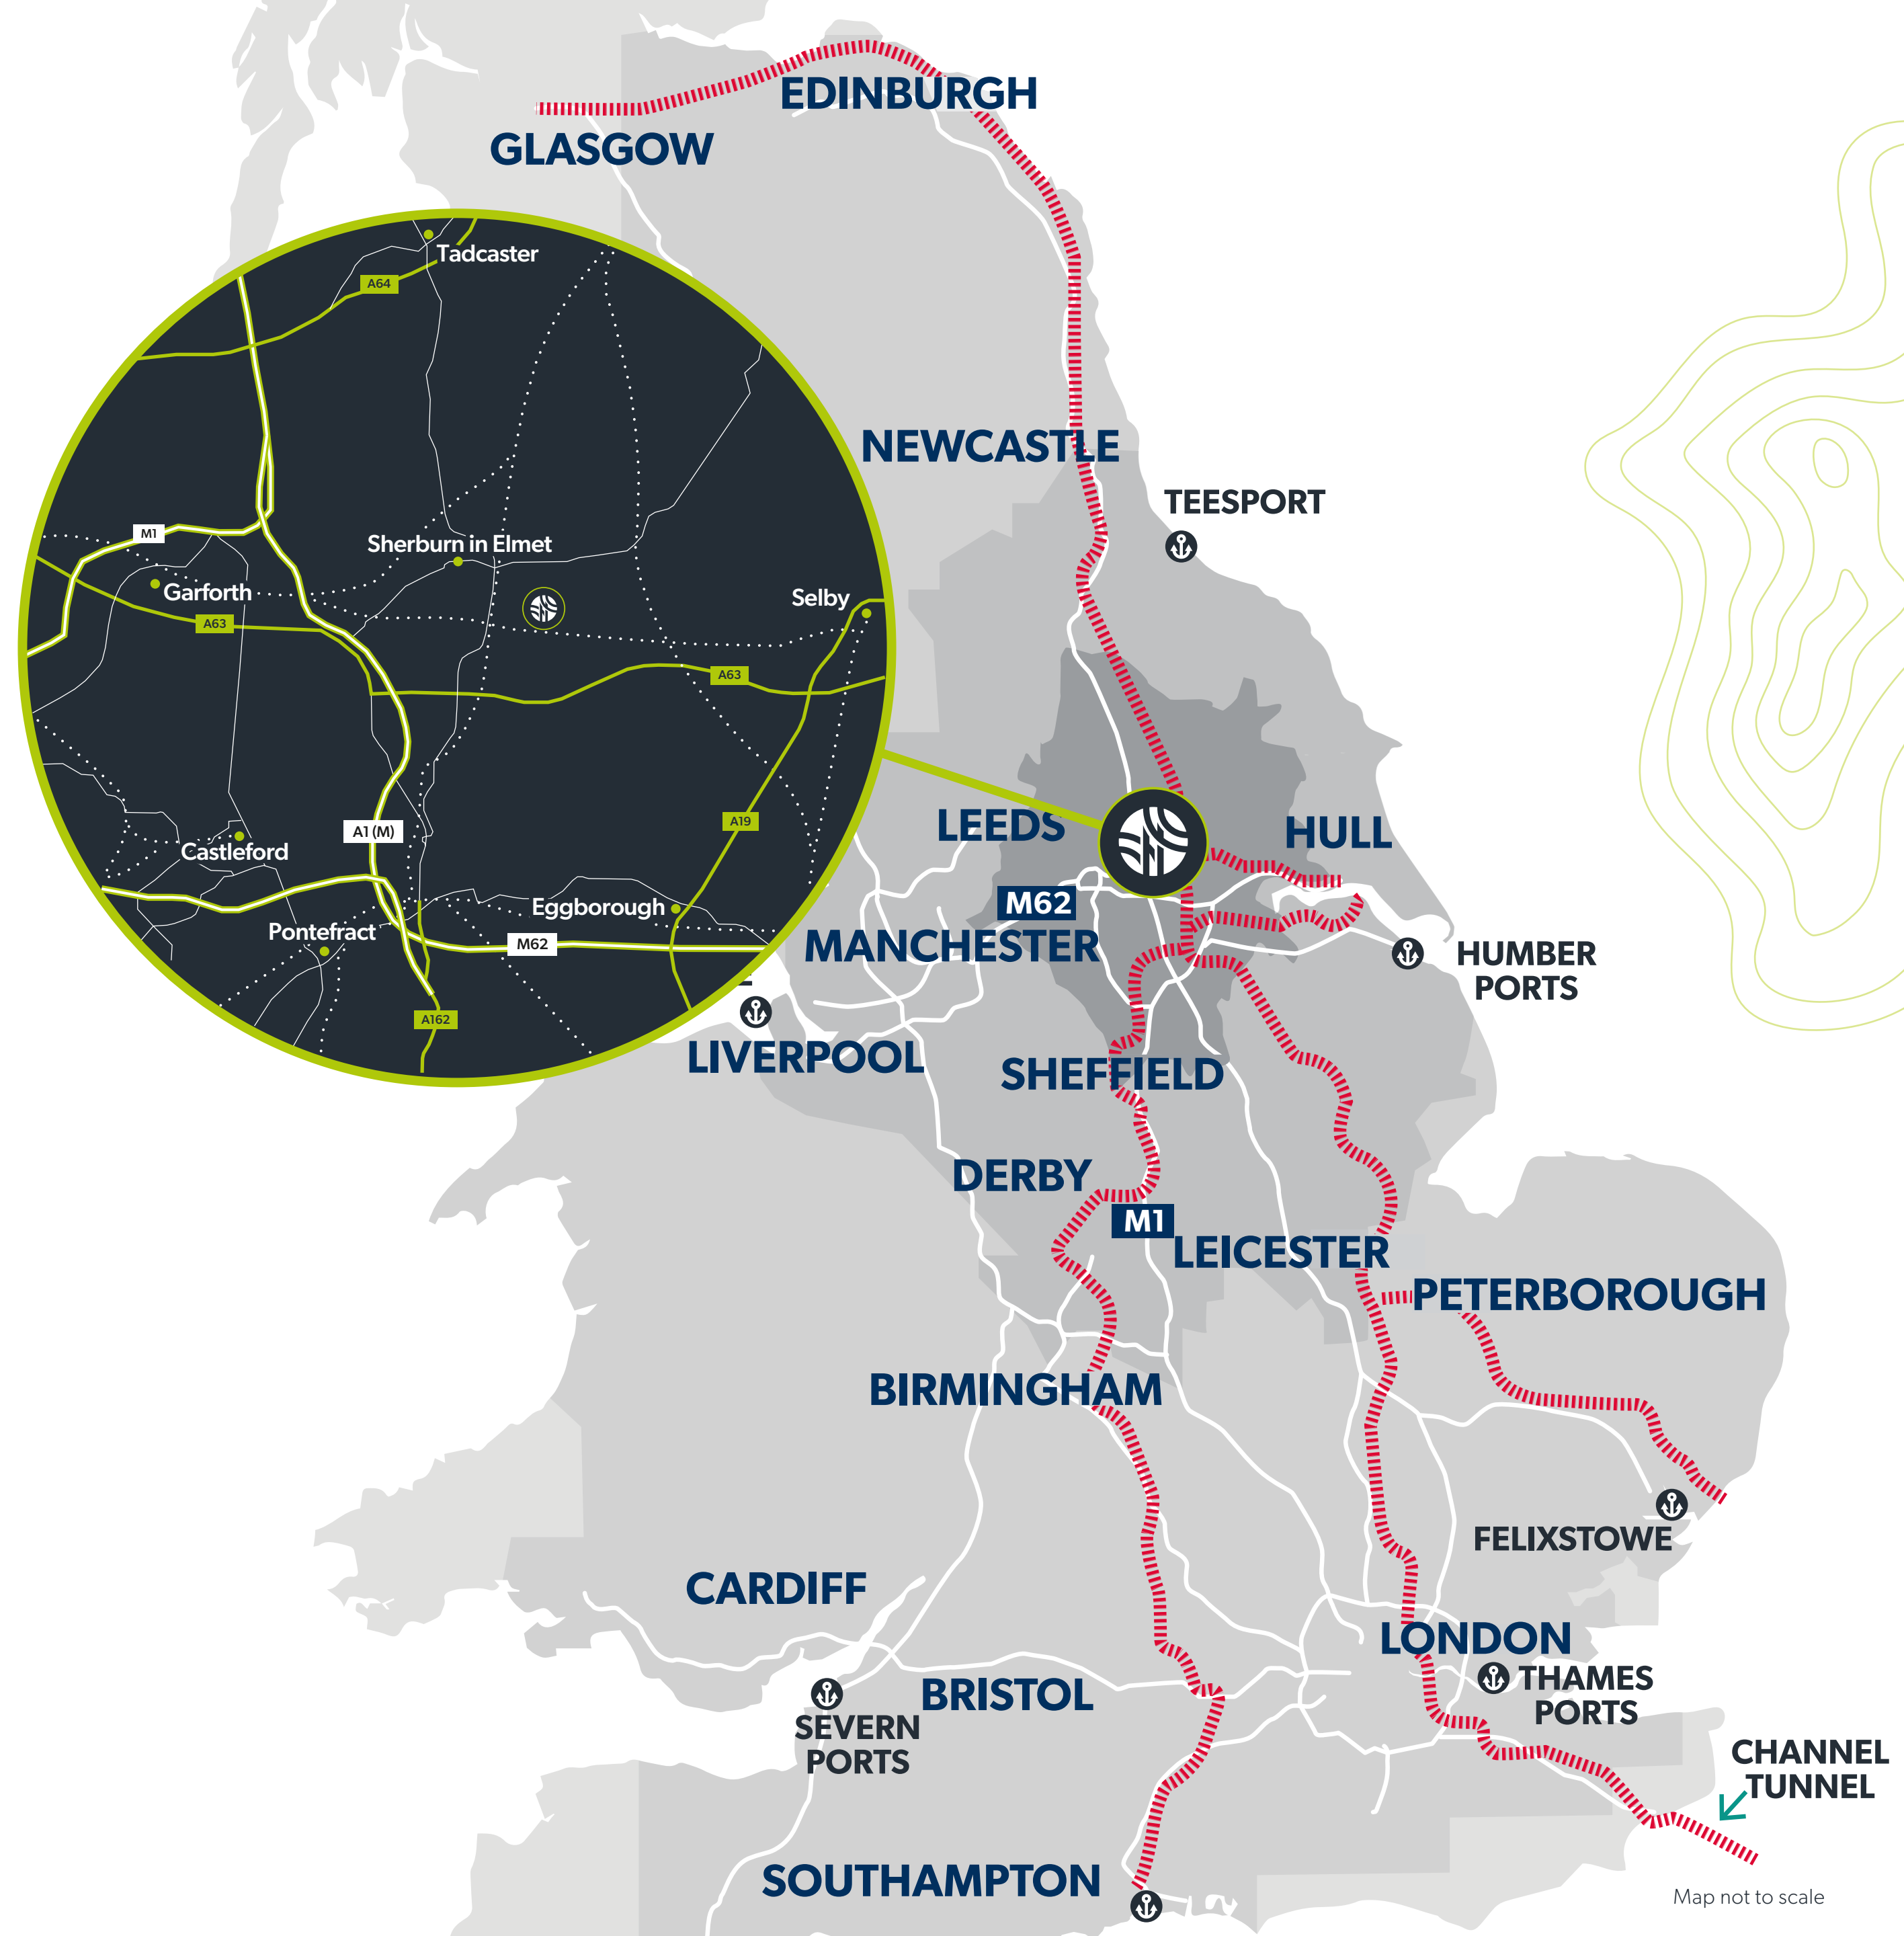 EDINBURGH
GLASGOW
Tadcaster
A64
NEWCASTLE
TEESPORT
M1
Sherburn in Elmet
Garforth
Selby
A63
A63
A19
A1 (M)
Castleford
LEEDS
HULL
M62
Eggborough
Pontefract
M62
MANCHESTER
HUMBER
PORTS
A162
LIVERPOOL
SHEFFIELD
DERBY
M1
LEICESTER
PETERBOROUGH
BIRMINGHAM
FELIXSTOWE
CARDIFF
LONDON
THAMES
PORTS
BRISTOL
SEVERN
PORTS
CHANNEL
TUNNEL
SOUTHAMPTON
Map not to scale